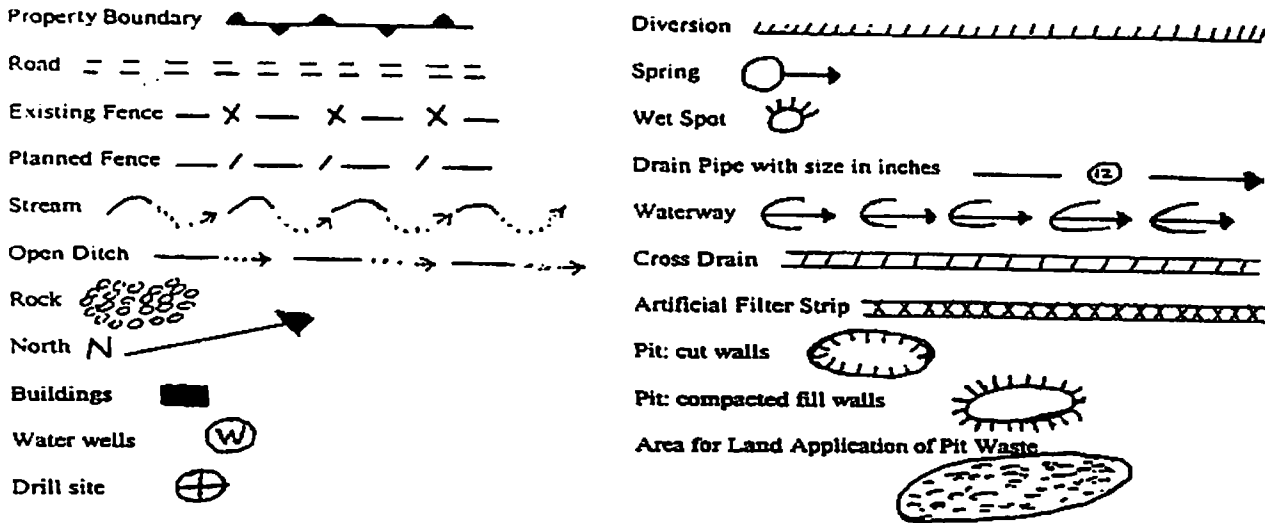 Property Boundary
Road
Existing Fence
Planned Fence
Stream
Open Ditch
Rock
North N
Buildings
Water wells W
Drill site
Diversion
Spring
Wet Spot
Drain Pipe with size in inches 12
Waterway
Cross Drain
Artificial Filter Strip
Pit: cut walls
Pit: compacted fill walls
Area for Land Application of Pit Waste